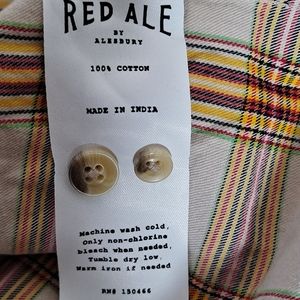 RED ALE
BY
ALESBURY
100% COTTON
MADE IN INDIA
Machine wash cold,
Only non-chlorine
bleach when needed,
Tumble dry low,
Warm iron if needed
RN# 130466